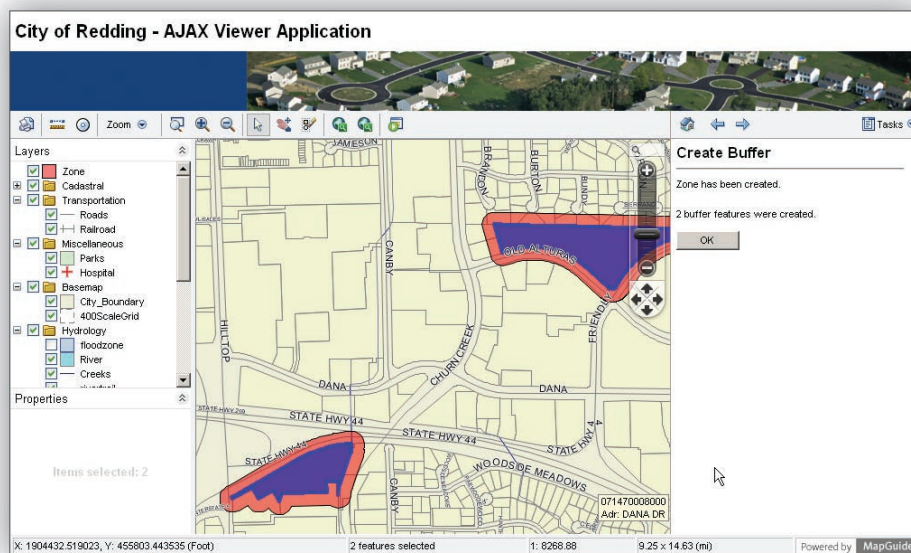 City of Redding - AJAX Viewer Application
Zoom
Tasks
Layers
Zone
Cadastral
Transportation
Roads
Railroad
Miscellaneous
Parks
Hospital
Basemap
City_Boundary
400ScaleGrid
Hydrology
floodzone
River
Creeks
Properties
Items selected: 2
JAMESON
BRANDON
BURTON
BUNDY
OLD ALTURAS
CANBY
HILLTOP
FRIENDLY
CHURN CREEK
DANA
DANA
STATE HWY 44
STATE HWY 44
STATE HWY 44
STATE HWY 4
WOODSIDE MEADOWS
CANBY
071470008000
Adr: DANA DR
Create Buffer
Zone has been created.
2 buffer features were created.
OK
X: 1904432.519023, Y: 455803.443535 (Foot)
2 features selected
1: 8268.88
9.25 x 14.63 (mi)
Powered by
MapGuide